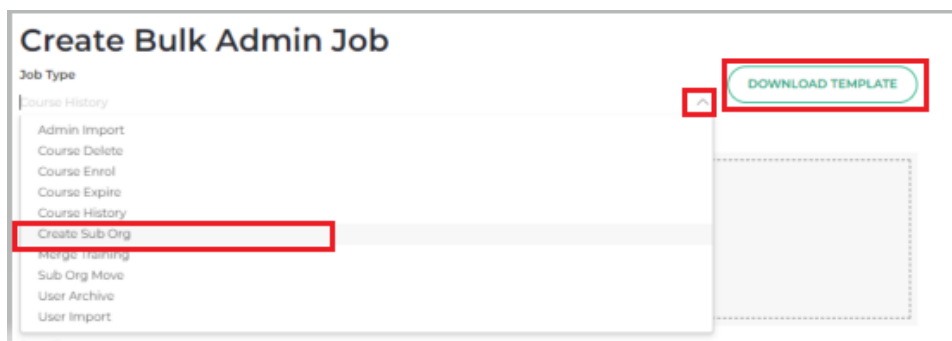 Create Bulk Admin Job
Job Type
DOWNLOAD TEMPLATE
Course History
Admin Import
Course Delete
Course Enrol
Course Expire
Course History
Create Sub Org
Merge Training
Sub Org Move
User Archive
User Import